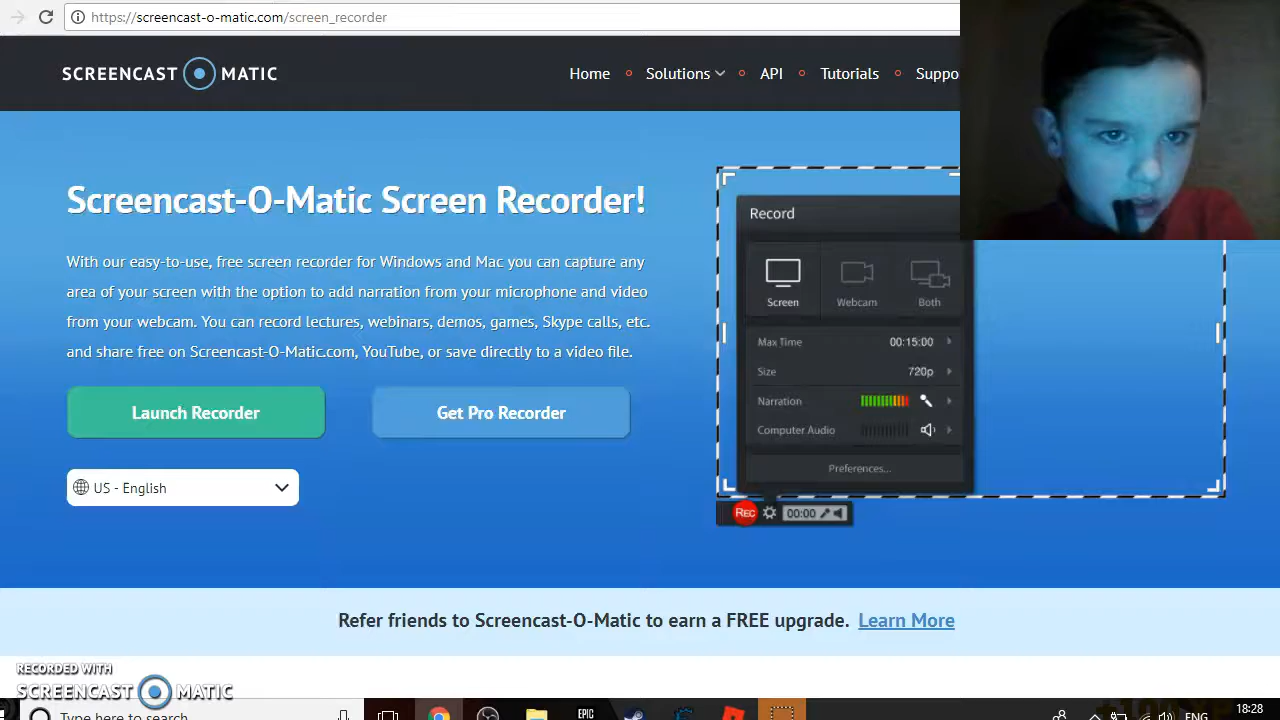 https://screencast-o-matic.com/screen_recorder
SCREENCAST MATIC
Home Solutions API Tutorials Suppo
Screencast-O-Matic Screen Recorder!
With our easy-to-use, free screen recorder for Windows and Mac you can capture any
area of your screen with the option to add narration from your microphone and video
from your webcam. You can record lectures, webinars, demos, games, Skype calls, etc.
and share free on Screencast-O-Matic.com, YouTube, or save directly to a video file.
Launch Recorder
Get Pro Recorder
US - English
Record
Screen Webcam Both
Max Time 00:15:00
Size 720p
Narration
Computer Audio
Preferences...
REC 00:00
Refer friends to Screencast-O-Matic to earn a FREE upgrade. Learn More
RECORDED WITH
SCREENCAST MATIC
Type here to search
EPIC
ENG
18:28